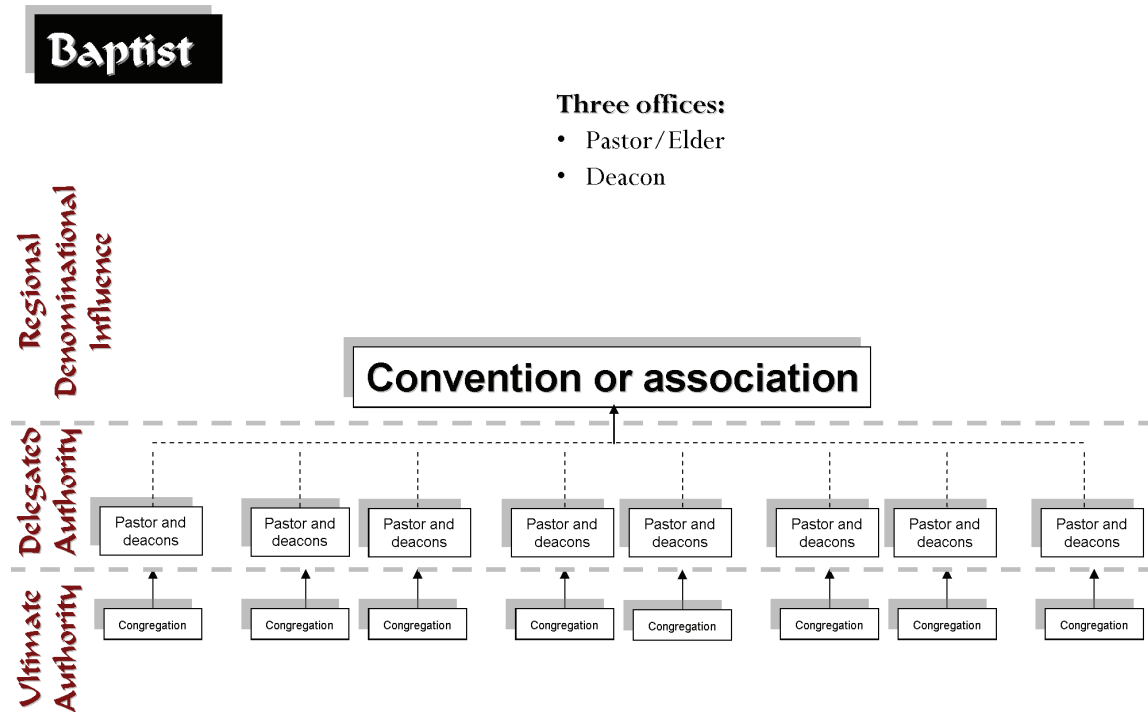 Baptist
Three offices:
• Pastor/Elder
• Deacon
Regional
Denominational
Influence
Convention or association
Delegated
Authority
Pastor and
deacons
Pastor and
deacons
Pastor and
deacons
Pastor and
deacons
Pastor and
deacons
Pastor and
deacons
Pastor and
deacons
Pastor and
deacons
Ultimate
Authority
Congregation
Congregation
Congregation
Congregation
Congregation
Congregation
Congregation
Congregation